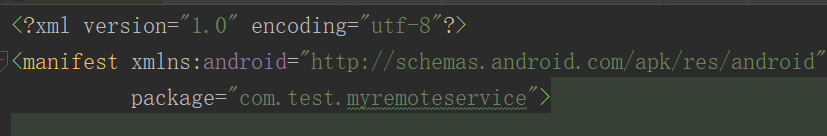 <?xml version="1.0" encoding="utf-8"?>
<manifest xmlns:android="http://schemas.android.com/apk/res/android"
package="com.test.myremoteservice">